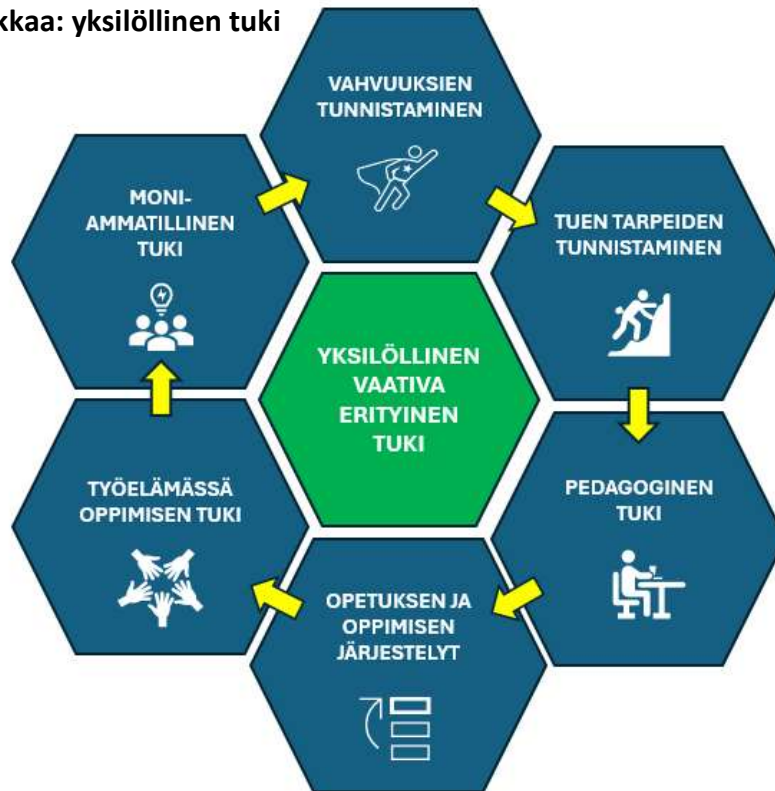 kkaa: yksilöllinen tuki
VAHVUUKSIEN
TUNNISTAMINEN
TUEN TARPEIDEN
TUNNISTAMINEN
PEDAGOGINEN
TUKI
OPETUKSEN JA
OPPIMISEN
JÄRJESTELYT
TYÖELÄMÄSSÄ
OPPIMISEN TUKI
MONI-
AMMATILLINEN
TUKI
YKSILÖLLINEN
VAATIVA
ERITYINEN
TUKI